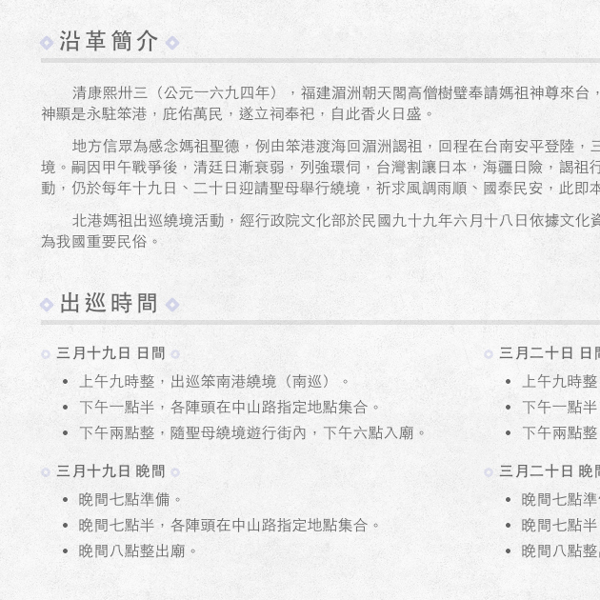 沿革簡介
清康熙卅三（公元一六九四年），福建湄洲朝天閣高僧樹璧奉請媽祖神尊來台，
神顯是永駐笨港，庇佑萬民，遂立祠奉祀，自此香火日盛。
地方信眾為感念媽祖聖德，例由笨港渡海回湄洲謁祖，回程在台南安平登陸，三
境。嗣因甲午戰爭後，清廷日漸衰弱，列強環伺，台灣割讓日本，海疆日險，謁祖行
動，仍於每年十九日、二十日迎請聖母舉行繞境，祈求風調雨順、國泰民安，此即本
北港媽祖出巡繞境活動，經行政院文化部於民國九十九年六月十八日依據文化資
為我國重要民俗。
出巡時間
三月十九日 日間
• 上午九時整，出巡笨南港繞境（南巡）。
• 下午一點半，各陣頭在中山路指定地點集合。
• 下午兩點整，隨聖母繞境遊行街內，下午六點入廟。
三月十九日 晚間
• 晚間七點準備。
• 晚間七點半，各陣頭在中山路指定地點集合。
• 晚間八點整出廟。
三月二十日 日間
• 上午九時整
• 下午一點半
• 下午兩點整
三月二十日 晚間
• 晚間七點準
• 晚間七點半
• 晚間八點整